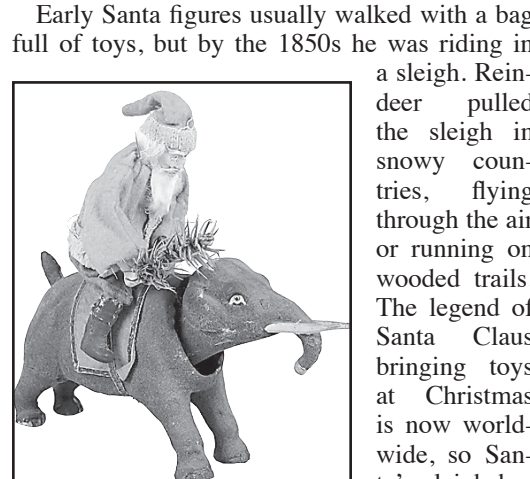 Early Santa figures usually walked with a bag
full of toys, but by the 1850s he was riding in
a sleigh. Rein-
deer pulled
the sleigh in
snowy coun-
tries, flying
through the air
or running on
wooded trails
The legend of
Santa Claus
bringing toys
at Christmas
is now world-
wide, so San-